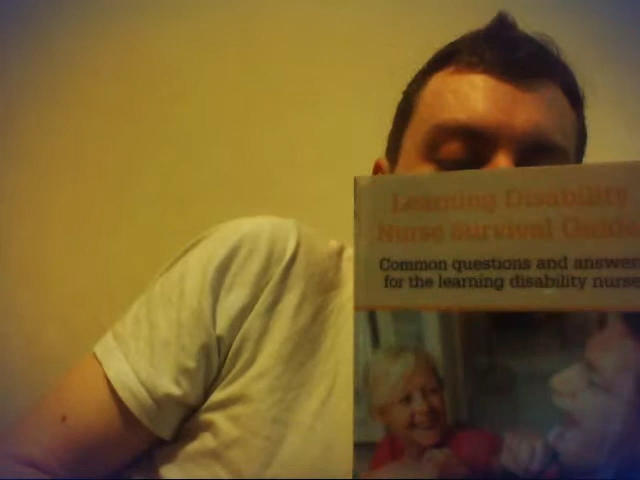 Learning Disability
Nurse Survival Guide
Common questions and answers
for the learning disability nurse